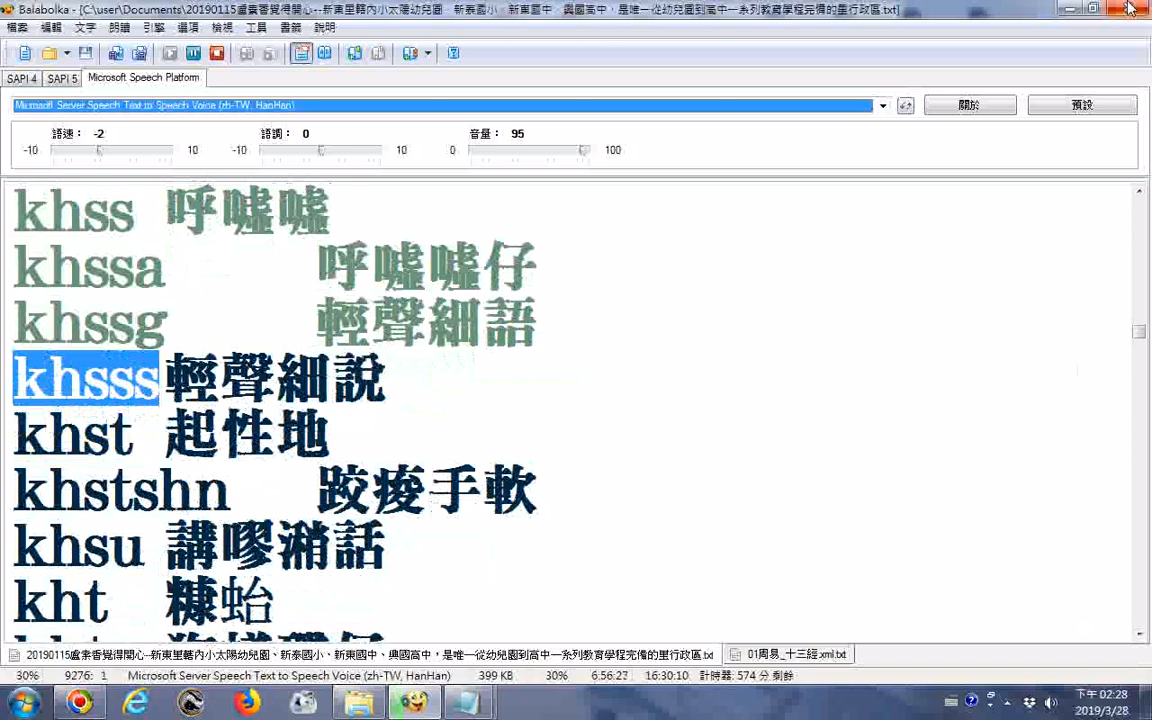 Balabolka - [C:\user\Documents\20190115盧素香覺得開心--新東里轄內小太陽幼兒園、新泰國小、新東國中、興國高中，是唯一從幼兒園到高中一系列教育學程完備的里行政區.txt]
檔案 編輯 文字 朗讀 引擎 選項 檢視 工具 書籤 說明
SAPI 4 SAPI 5 Microsoft Speech Platform
Microsoft Server Speech Text to Speech Voice (zh-TW, HanHan) 關於 預設
語速： -2 語調： 0 音量： 95
-10 10 -10 10 0 100
khss 呼噓噓
khssa 呼噓噓仔
khssg 輕聲細語
khsss 輕聲細說
khst 起性地
khstshn 跤痠手軟
khsu 講嘐潲話
kht 糠蛤
20190115盧素香覺得開心--新東里轄內小太陽幼兒園、新泰國小、新東國中、興國高中，是唯一從幼兒園到高中一系列教育學程完備的里行政區.txt 01周易_十三經.xml.txt
30% 9276: 1 Microsoft Server Speech Text to Speech Voice (zh-TW, HanHan) 399 KB 30% 6:56:27 16:30:10 計時器: 574 分 剩餘
下午 02:28
2019/3/28